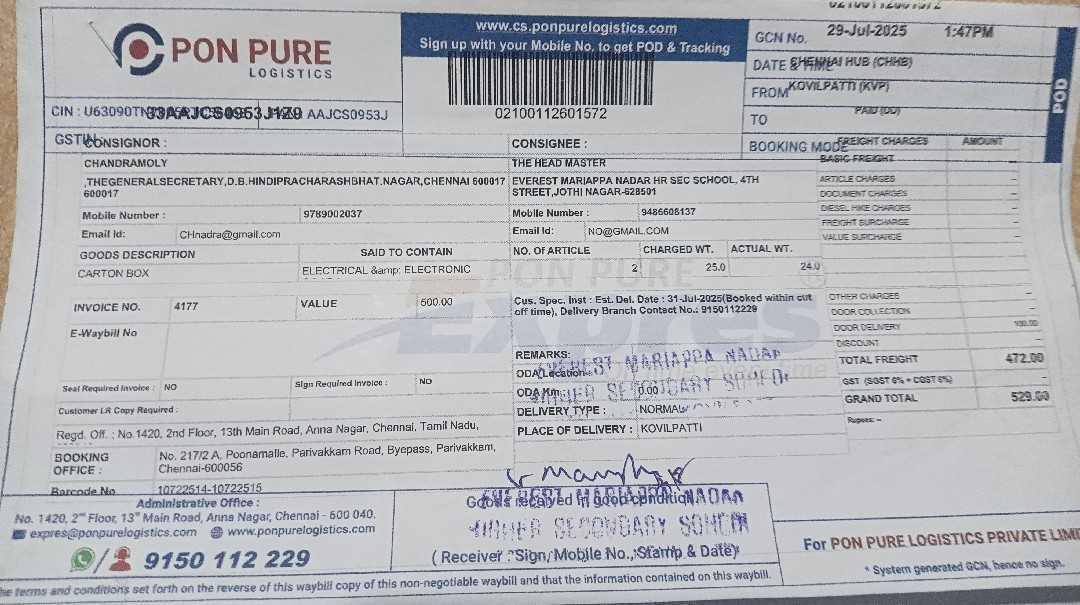 PON PURE
LOGISTICS
www.cs.ponpurelogistics.com
Sign up with your Mobile No. to get POD & Tracking
02100112601572
GCN No.
29-Jul-2025 1:47PM
DATE & TIME
CHENNAI HUB (CHHB)
FROM
KOVILPATTI (KVP)
TO
PAID (DD)
BOOKING MODE
POD
CIN : U63090TN
33AAJCS0953J1Z9
AAJCS0953J
GSTIN
CONSIGNOR :
CHANDRAMOLY
,THEGENERALSECRETARY,D.B.HINDIPRACHARASHBHAT.NAGAR,CHENNAI 600017
600017
Mobile Number : 9789002037
Email Id: CHnadra@gmail.com
CONSIGNEE :
THE HEAD MASTER
EVEREST MARIAPPA NADAR HR SEC SCHOOL, 4TH
STREET,JOTHI NAGAR-628501
Mobile Number : 9486608137
Email Id: NO@GMAIL.COM
FREIGHT CHARGES AMOUNT
BASIC FREIGHT
ARTICLE CHARGES
DOCUMENT CHARGES
DIESEL HIKE CHARGES
FREIGHT SURCHARGE
VALUE SURCHARGE
GOODS DESCRIPTION SAID TO CONTAIN NO. OF ARTICLE CHARGED WT. ACTUAL WT.
CARTON BOX ELECTRICAL &amp; ELECTRONIC 2 25.0 24.0
PON PURE
Expres
INVOICE NO. 4177 VALUE 500.00
E-Waybill No
Cus. Spec. Inst : Est. Del. Date : 31-Jul-2025(Booked within cut
off time), Delivery Branch Contact No.: 9150112229
OTHER CHARGES
DOOR COLLECTION
DOOR DELIVERY 100.00
DISCOUNT
TOTAL FREIGHT 472.00
GST (SGST 6% + CGST 6%)
GRAND TOTAL 529.00
Rupees:-
REMARKS:
ODA Location:
ODA Km 0.00
DELIVERY TYPE : NORMAL
PLACE OF DELIVERY : KOVILPATTI
EVEREST MARIAPPA NADAR
HIGHER SECONDARY SCHOOL
Seal Required Invoice : NO Sign Required Invoice : NO
Customer LR Copy Required :
Regd. Off. : No.1420, 2nd Floor, 13th Main Road, Anna Nagar, Chennai, Tamil Nadu,
BOOKING
OFFICE :
No. 217/2 A, Poonamalle, Parivakkam Road, Byepass, Parivakkam,
Chennai-600056
Barcode No 10722514-10722515
Administrative Office :
No. 1420, 2nd Floor, 13th Main Road, Anna Nagar, Chennai - 600 040.
expres@ponpurelogistics.com www.ponpurelogistics.com
9150 112 229
Goods received in good condition
EVEREST MARIAPPA NADAR
HIGHER SECONDARY SCHOOL
( Receiver : Sign, Mobile No., Stamp & Date)
For PON PURE LOGISTICS PRIVATE LIMI
* System generated GCN, hence no sign.
he terms and conditions set forth on the reverse of this waybill copy of this non-negotiable waybill and that the information contained on this waybill.